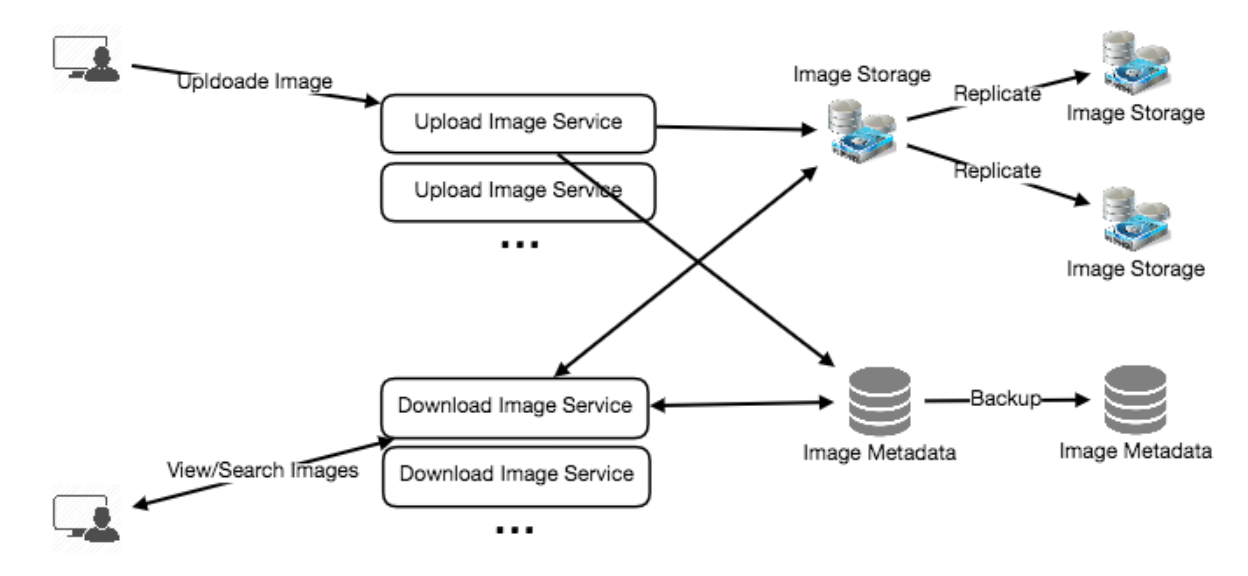 Upldoade Image
Upload Image Service
Upload Image Service
...
Image Storage
Replicate
Image Storage
Replicate
Image Storage
Download Image Service
Download Image Service
...
View/Search Images
Image Metadata
Backup
Image Metadata